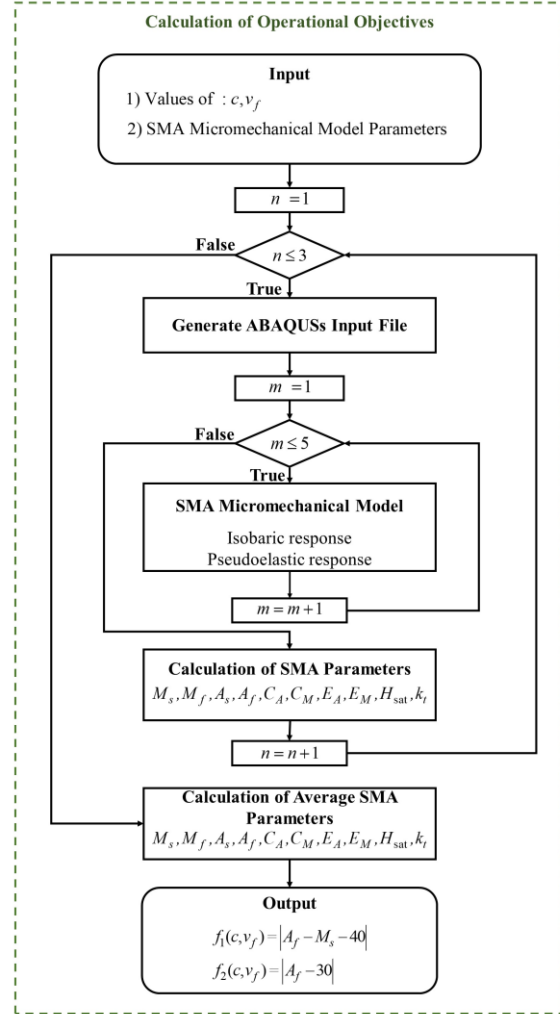 Calculation of Operational Objectives
Input
1) Values of : c,v_f
2) SMA Micromechanical Model Parameters
n = 1
False
n ≤ 3
True
Generate ABAQUSs Input File
m = 1
False
m ≤ 5
True
SMA Micromechanical Model
Isobaric response
Pseudoelastic response
m = m+1
Calculation of SMA Parameters
M_s, M_f, A_s, A_f, C_A, C_M, E_A, E_M, H_sat, k_t
n = n+1
Calculation of Average SMA
Parameters
M_s, M_f, A_s, A_f, C_A, C_M, E_A, E_M, H_sat, k_t
Output
f_1(c,v_f) = |A_f − M_s − 40|
f_2(c,v_f) = |A_f − 30|